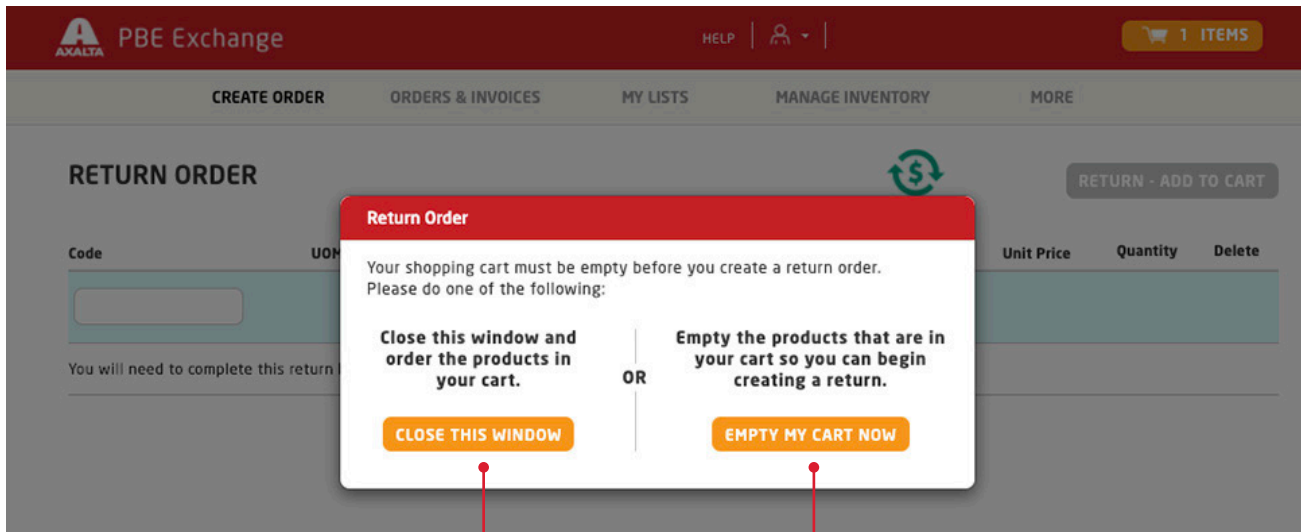 AXALTA PBE Exchange HELP 1 ITEMS
CREATE ORDER ORDERS & INVOICES MY LISTS MANAGE INVENTORY MORE
RETURN ORDER $ RETURN - ADD TO CART
Return Order
Code UOM Unit Price Quantity Delete
Your shopping cart must be empty before you create a return order.
Please do one of the following:
Close this window and
order the products in
your cart.
OR
Empty the products that are in
your cart so you can begin
creating a return.
You will need to complete this return
CLOSE THIS WINDOW EMPTY MY CART NOW